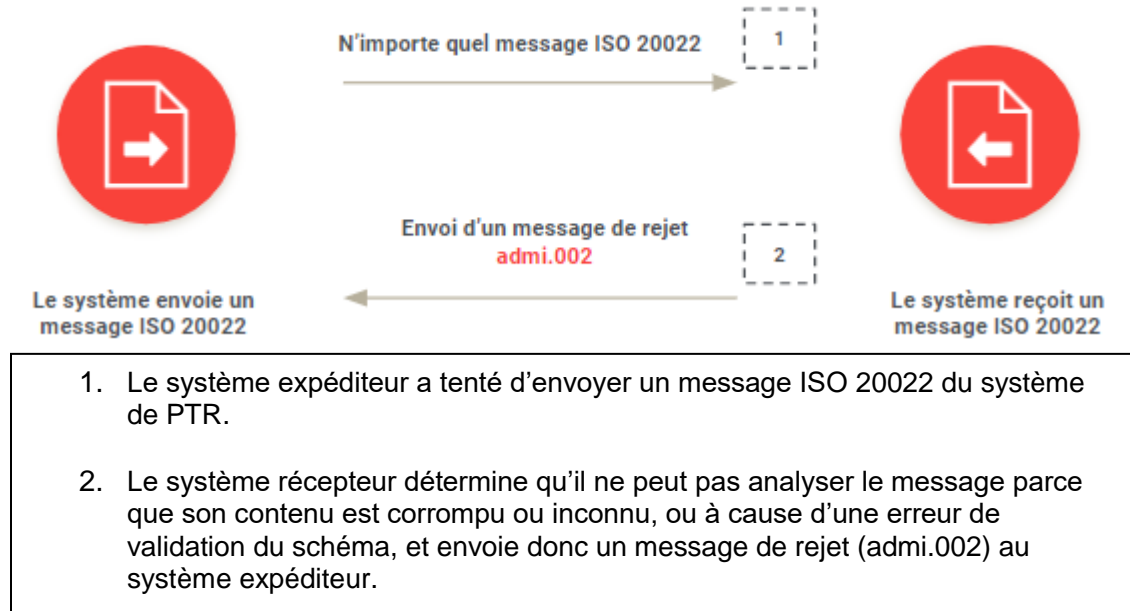 N'importe quel message ISO 20022
1
Envoi d'un message de rejet
admi.002
2
Le système envoie un
message ISO 20022
Le système reçoit un
message ISO 20022
1. Le système expéditeur a tenté d'envoyer un message ISO 20022 du système
de PTR.
2. Le système récepteur détermine qu'il ne peut pas analyser le message parce
que son contenu est corrompu ou inconnu, ou à cause d'une erreur de
validation du schéma, et envoie donc un message de rejet (admi.002) au
système expéditeur.